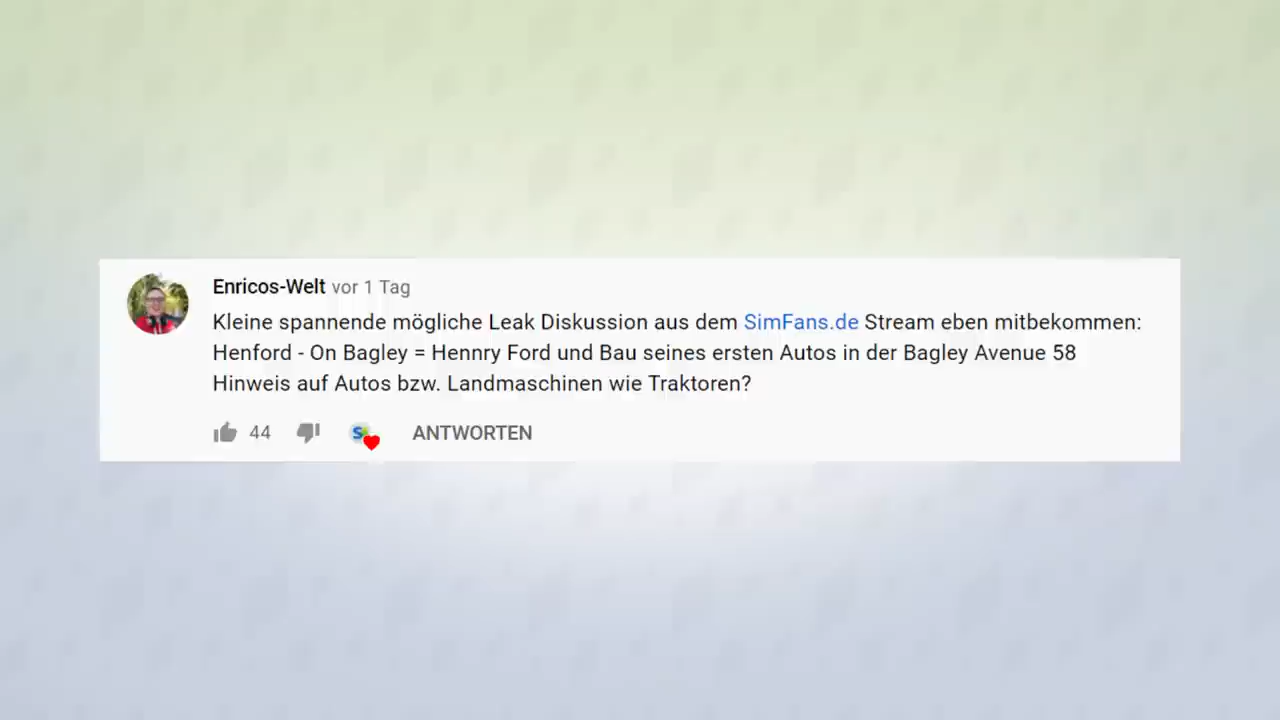 Enricos-Welt vor 1 Tag
Kleine spannende mögliche Leak Diskussion aus dem SimFans.de Stream eben mitbekommen:
Henford - On Bagley = Hennry Ford und Bau seines ersten Autos in der Bagley Avenue 58
Hinweis auf Autos bzw. Landmaschinen wie Traktoren?
44 ANTWORTEN